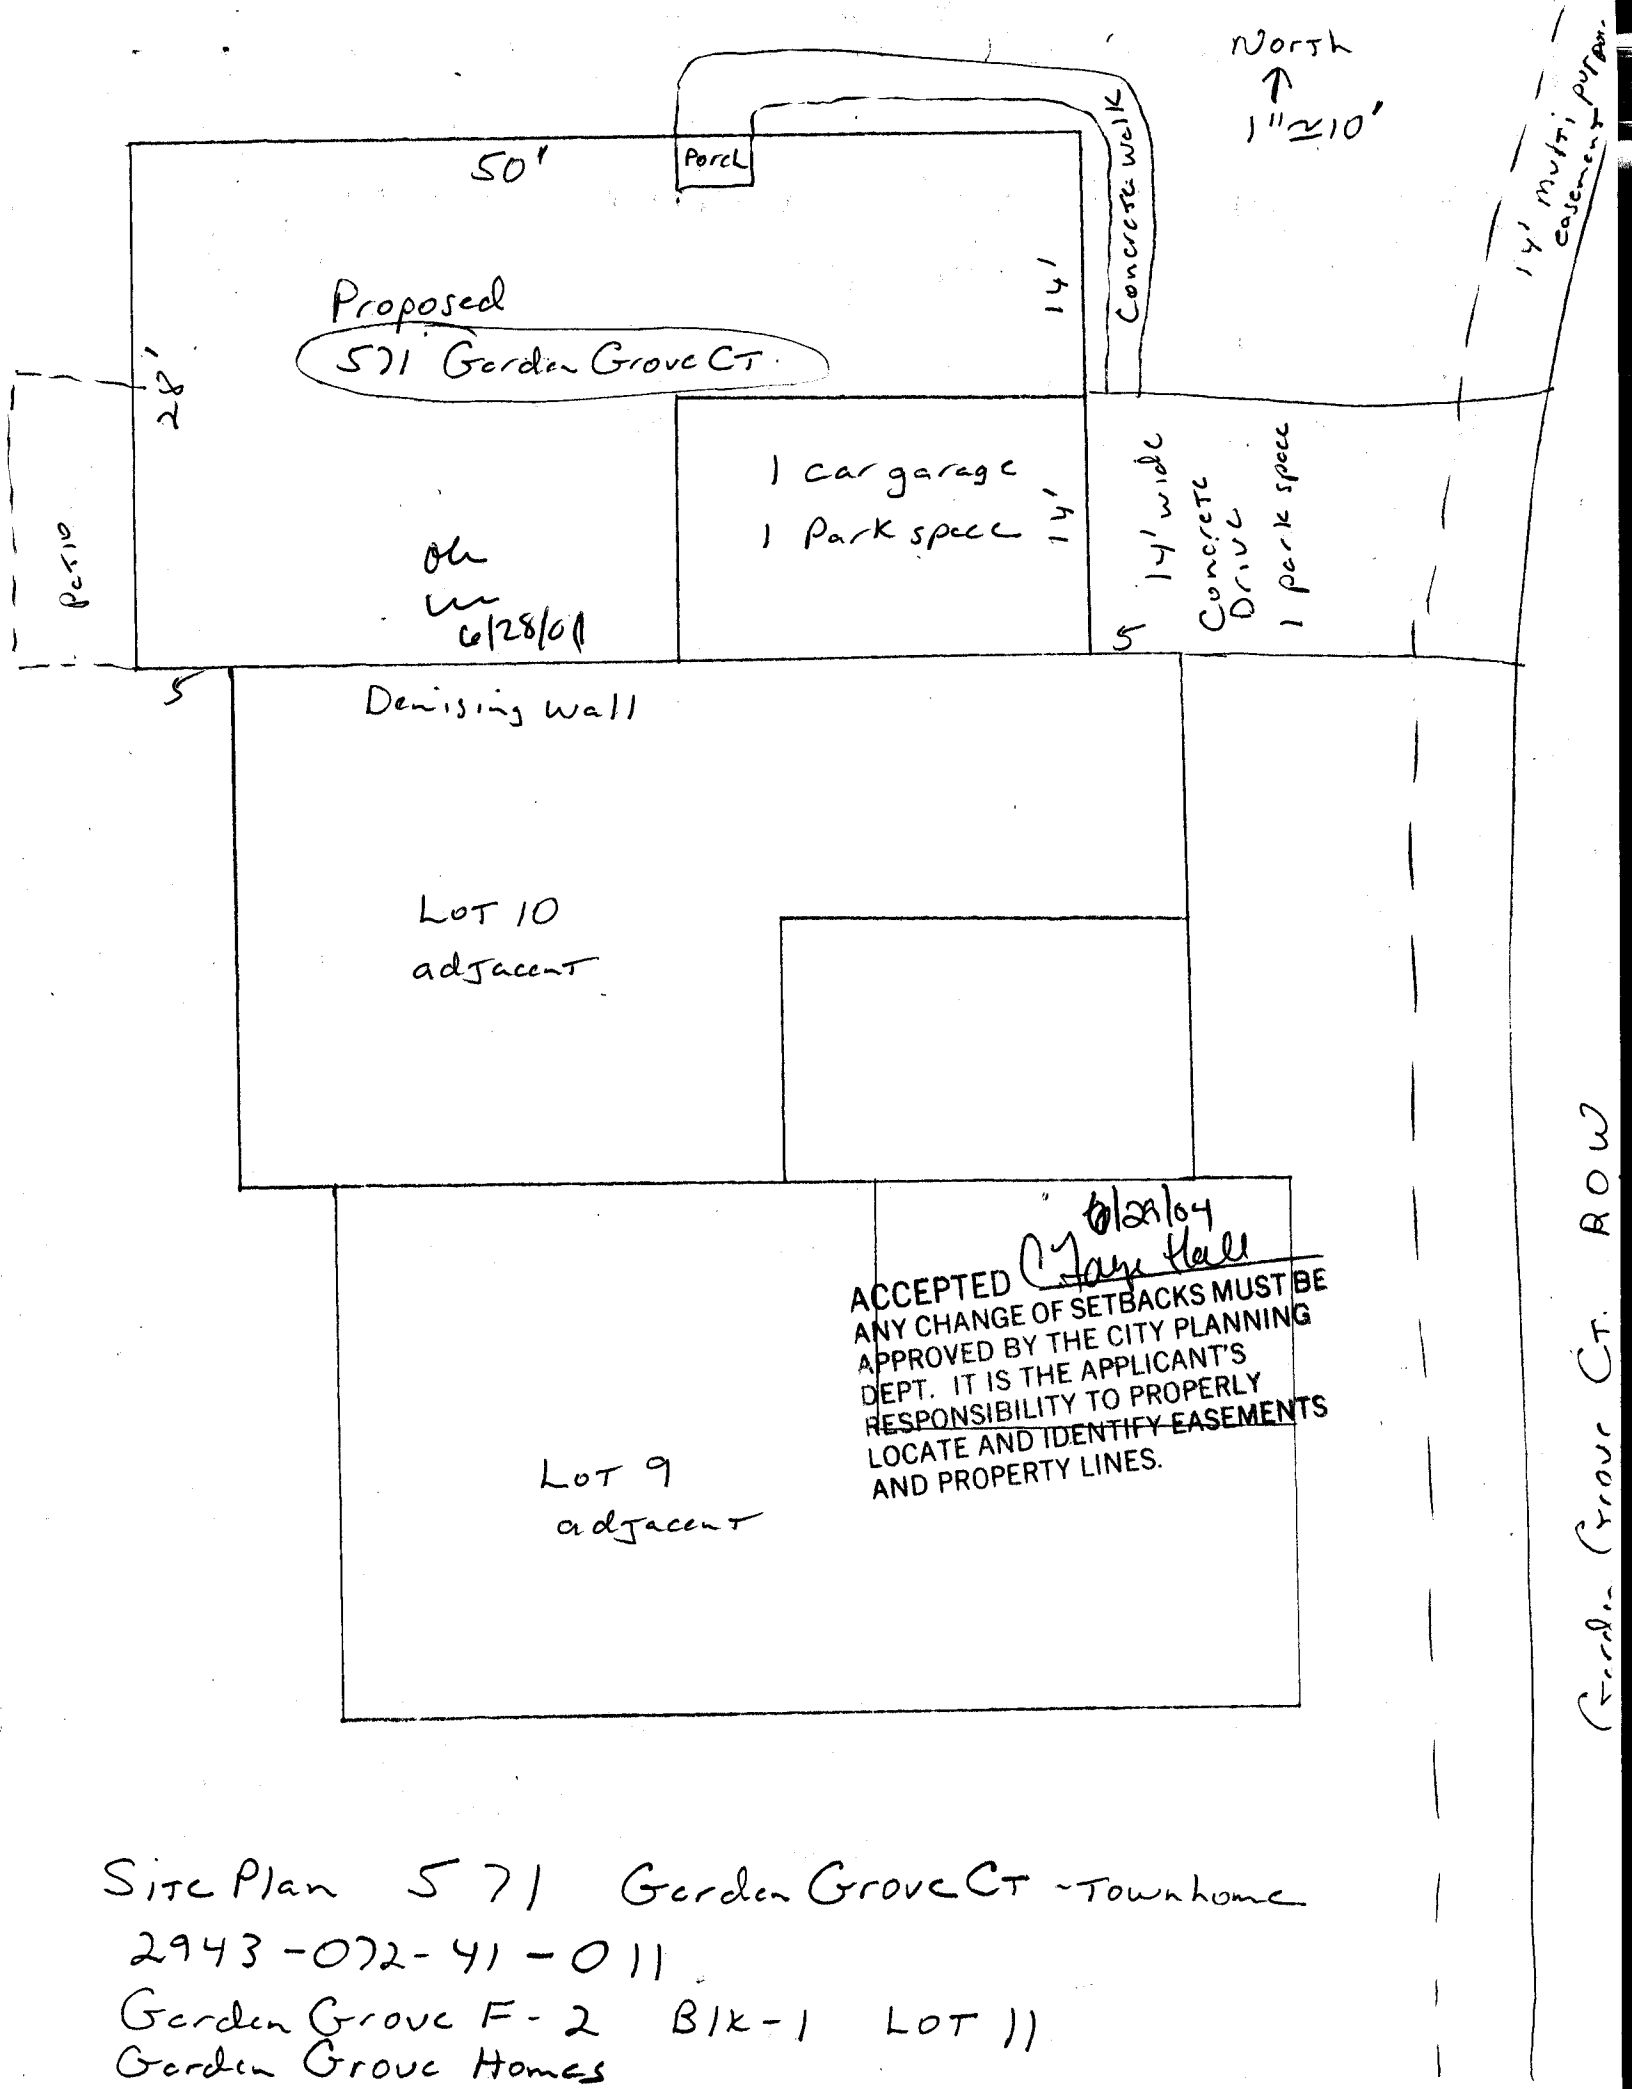 North
1" ≃ 10'
14' Multi purpose
easement
50'
Porch
Concrete walk
14'
Proposed
571 Garden Grove CT.
28'
Patio
1 car garage
1 Park space
14'
14' wide
Concrete
Drive
1 park space
ok
6/28/01
5
5
Demising wall
LOT 10
adjacent
6/29/04
C. Faye Hall
ACCEPTED
ANY CHANGE OF SETBACKS MUST BE
APPROVED BY THE CITY PLANNING
DEPT. IT IS THE APPLICANT'S
RESPONSIBILITY TO PROPERLY
LOCATE AND IDENTIFY EASEMENTS
AND PROPERTY LINES.
LOT 9
adjacent
Garden Grove CT. ROW
Site Plan 571 Garden Grove CT - Townhome
2943-072-41-011
Garden Grove F-2 Blk-1 LOT 11
Garden Grove Homes